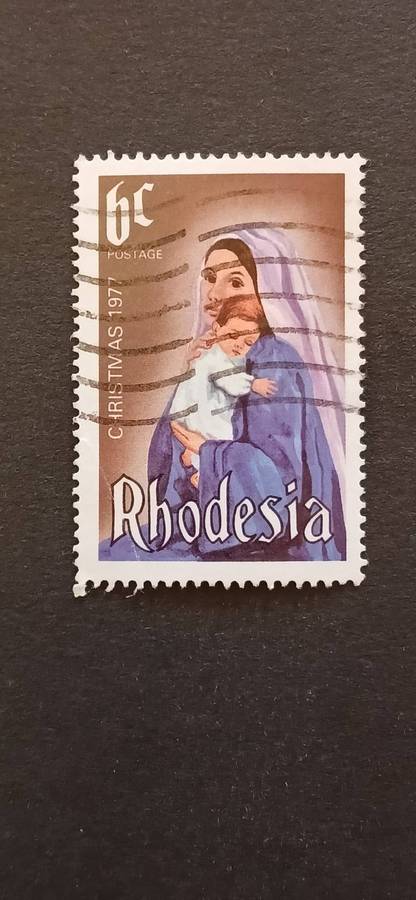 6c
POSTAGE
CHRISTMAS 1977
Rhodesia